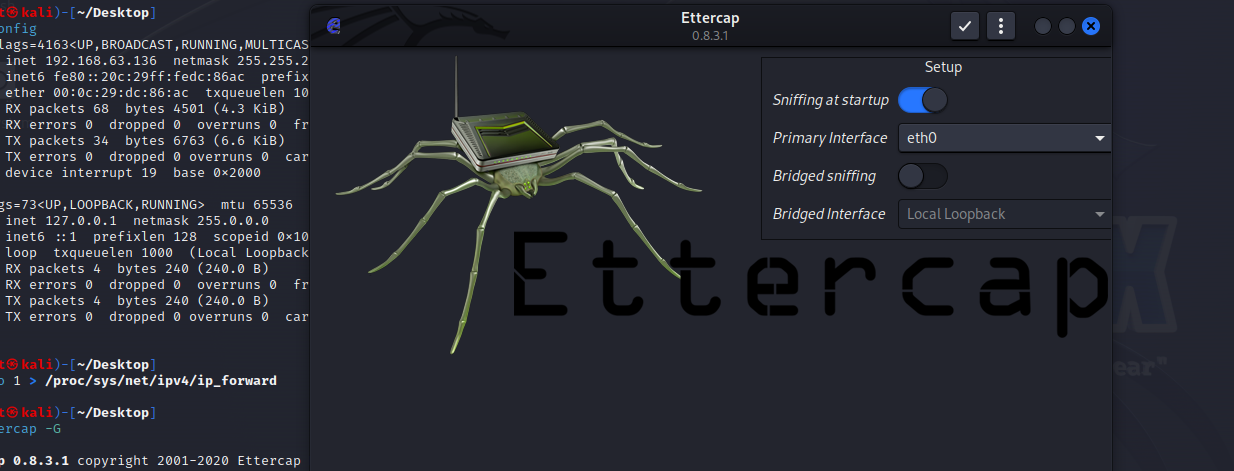 t㉿kali)-[~/Desktop]
onfig
lags=4163<UP,BROADCAST,RUNNING,MULTICAS
inet 192.168.63.136 netmask 255.255.2
inet6 fe80::20c:29ff:fedc:86ac prefix
ether 00:0c:29:dc:86:ac txqueuelen 10
RX packets 68 bytes 4501 (4.3 KiB)
RX errors 0 dropped 0 overruns 0 fr
TX packets 34 bytes 6763 (6.6 KiB)
TX errors 0 dropped 0 overruns 0 car
device interrupt 19 base 0×2000
gs=73<UP,LOOPBACK,RUNNING> mtu 65536
inet 127.0.0.1 netmask 255.0.0.0
inet6 ::1 prefixlen 128 scopeid 0×10
loop txqueuelen 1000 (Local Loopback
RX packets 4 bytes 240 (240.0 B)
RX errors 0 dropped 0 overruns 0 fr
TX packets 4 bytes 240 (240.0 B)
TX errors 0 dropped 0 overruns 0 car
t㉿kali)-[~/Desktop]
o 1 > /proc/sys/net/ipv4/ip_forward
t㉿kali)-[~/Desktop]
ercap -G
p 0.8.3.1 copyright 2001-2020 Ettercap
Ettercap
0.8.3.1
Setup
Sniffing at startup
Primary Interface eth0
Bridged sniffing
Bridged Interface Local Loopback
Ettercap
X
ear"